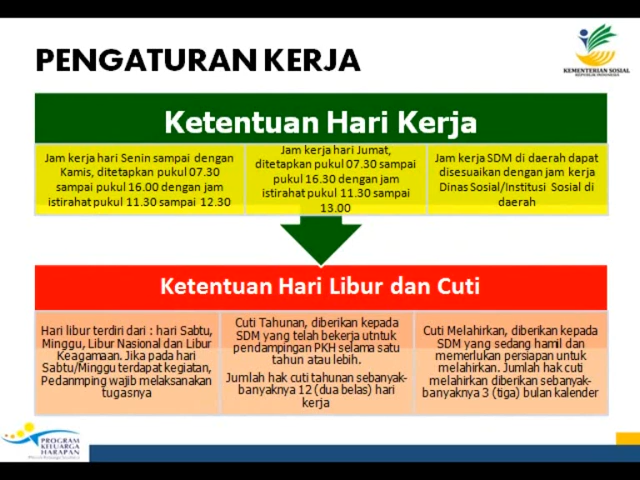 PENGATURAN KERJA
KEMENTERIAN SOSIAL
REPUBLIK INDONESIA
Ketentuan Hari Kerja
Jam kerja hari Senin sampai dengan
Kamis, ditetapkan pukul 07.30
sampai pukul 16.00 dengan jam
istirahat pukul 11.30 sampai 12.30
Jam kerja hari Jumat,
ditetapkan pukul 07.30 sampai
pukul 16.30 dengan jam
istirahat pukul 11.30 sampai
13.00
Jam kerja SDM di daerah dapat
disesuaikan dengan jam kerja
Dinas Sosial/Institusi Sosial di
daerah
Ketentuan Hari Libur dan Cuti
Hari libur terdiri dari : hari Sabtu,
Minggu, Libur Nasional dan Libur
Keagamaan. Jika pada hari
Sabtu/Minggu terdapat kegiatan,
Pedanmping wajib melaksanakan
tugasnya
Cuti Tahunan, diberikan kepada
SDM yang telah bekerja utntuk
pendampingan PKH selama satu
tahun atau lebih.
Jumlah hak cuti tahunan sebanyak-
banyaknya 12 (dua belas) hari
kerja
Cuti Melahirkan, diberikan kepada
SDM yang sedang hamil dan
memerlukan persiapan untuk
melahirkan. Jumlah hak cuti
melahirkan diberikan sebanyak-
banyaknya 3 (tiga) bulan kalender
PROGRAM
KELUARGA
HARAPAN